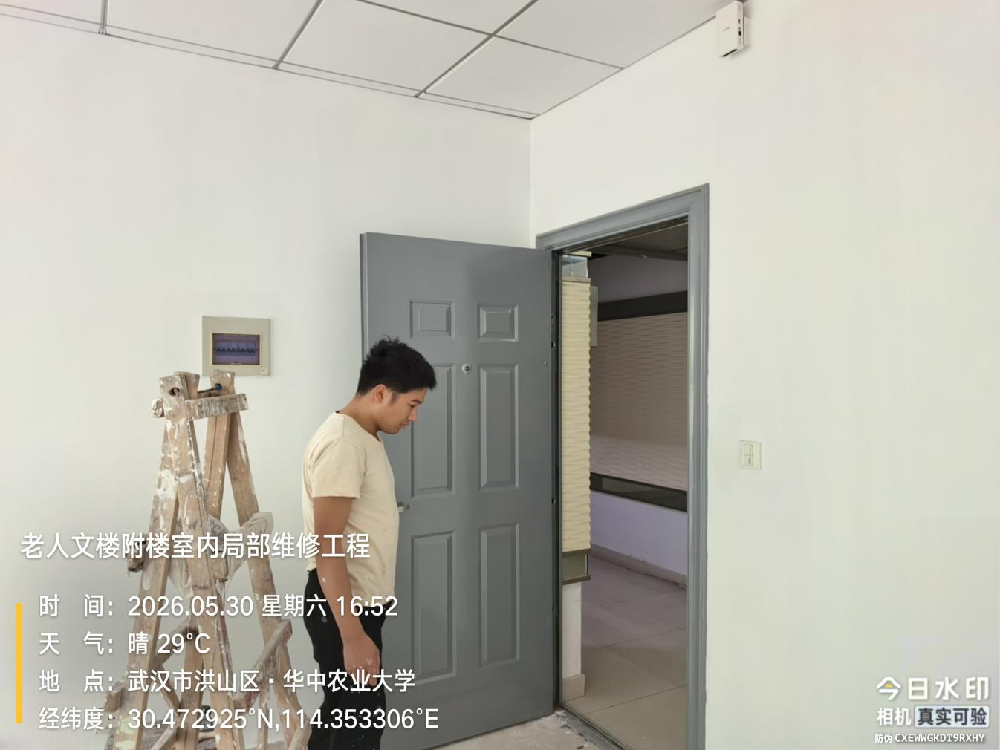 老人文楼附楼室内局部维修工程
时 间：2026.05.30 星期六 16:52
天 气：晴 29°C
地 点：武汉市洪山区·华中农业大学
经纬度：30.472925°N,114.353306°E
今日水印
相机 真实可验
防伪 CXEWWGKDT9RXHY